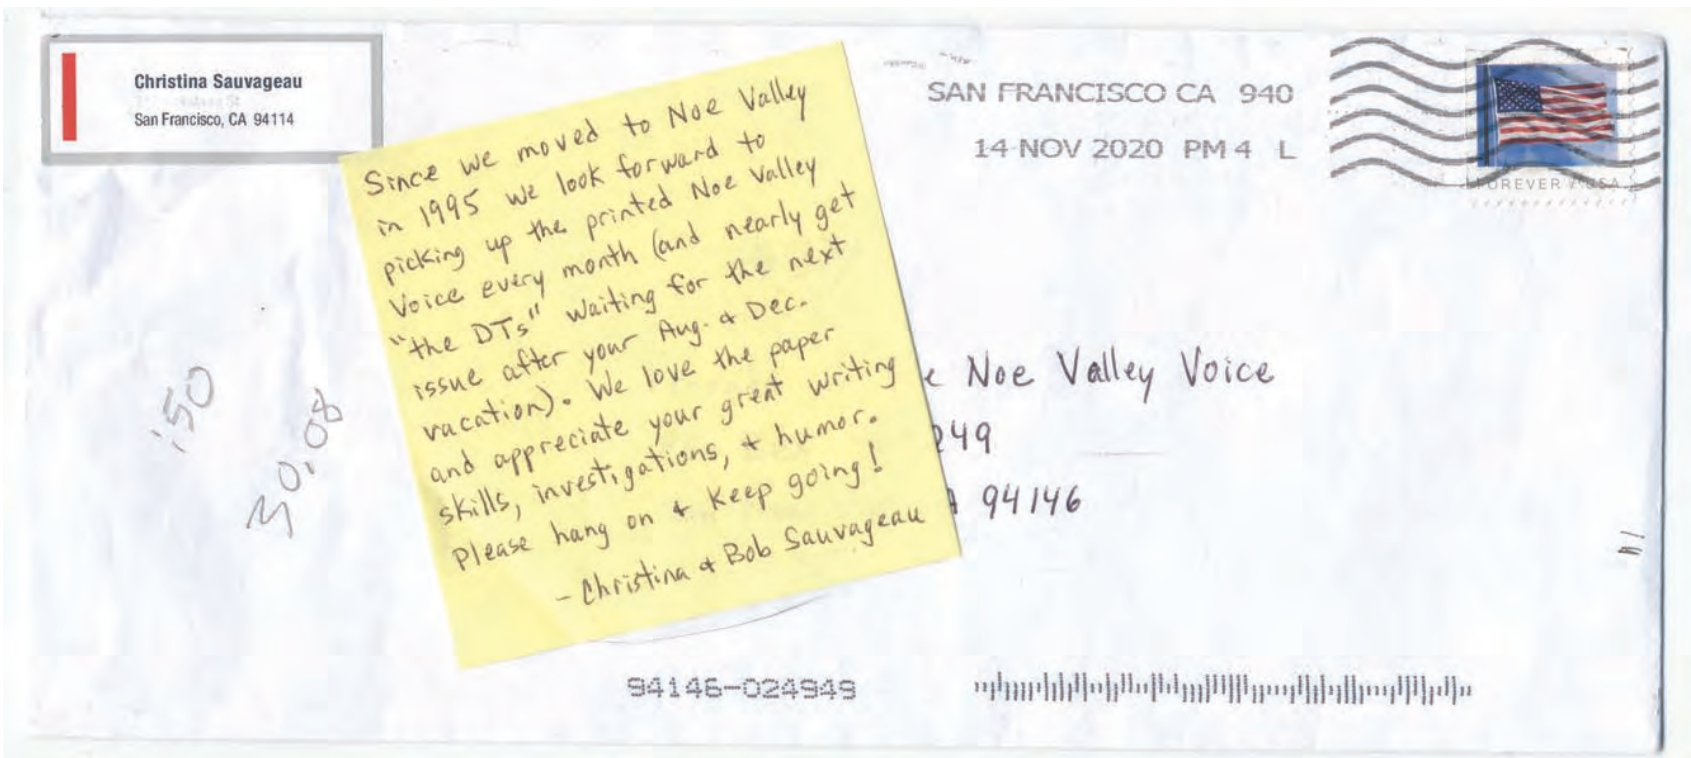 Christina Sauvageau
St
San Francisco, CA 94114
SAN FRANCISCO CA 940
14 NOV 2020 PM 4 L
FOREVER / USA
Since we moved to Noe Valley
in 1995 we look forward to
picking up the printed Noe Valley
Voice every month (and nearly get
"the DTs" waiting for the next
issue after your Aug. & Dec.
vacation). We love the paper
and appreciate your great writing
skills, investigations, & humor.
Please hang on & keep going!
- Christina & Bob Sauvageau
e Noe Valley Voice
249
A 94146
:50
30,08
94146-024949